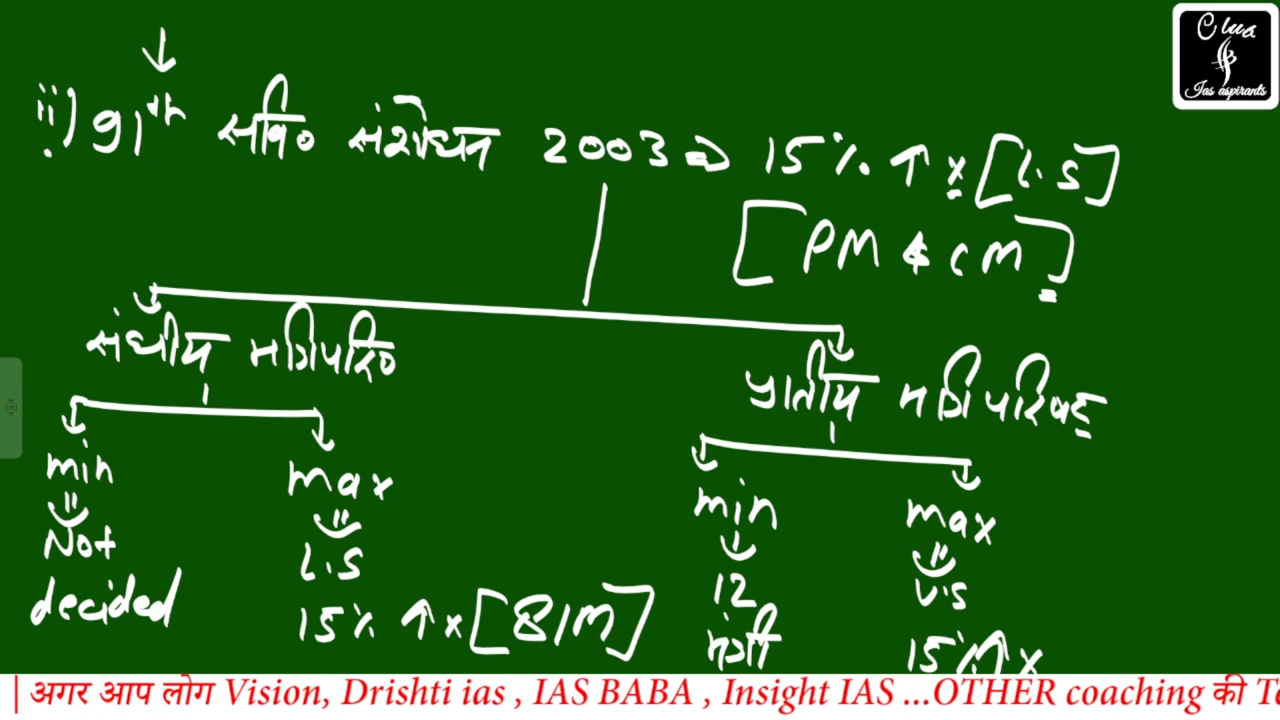 Clua
Ias aspirants
ii) 91th संवि० संशोधन 2003 ⇒ 15% ↑ x [L.S]
[PM & CM]
संघीय मंत्रिपरि०
प्रांतीय मंत्रिपरिषद
min
max
min
max
Not
decided
L.S
15% ↑ x [81M]
12
मंत्री
V.S
15% ↑ x
| अगर आप लोग Vision, Drishti ias , IAS BABA , Insight IAS ...OTHER coaching की